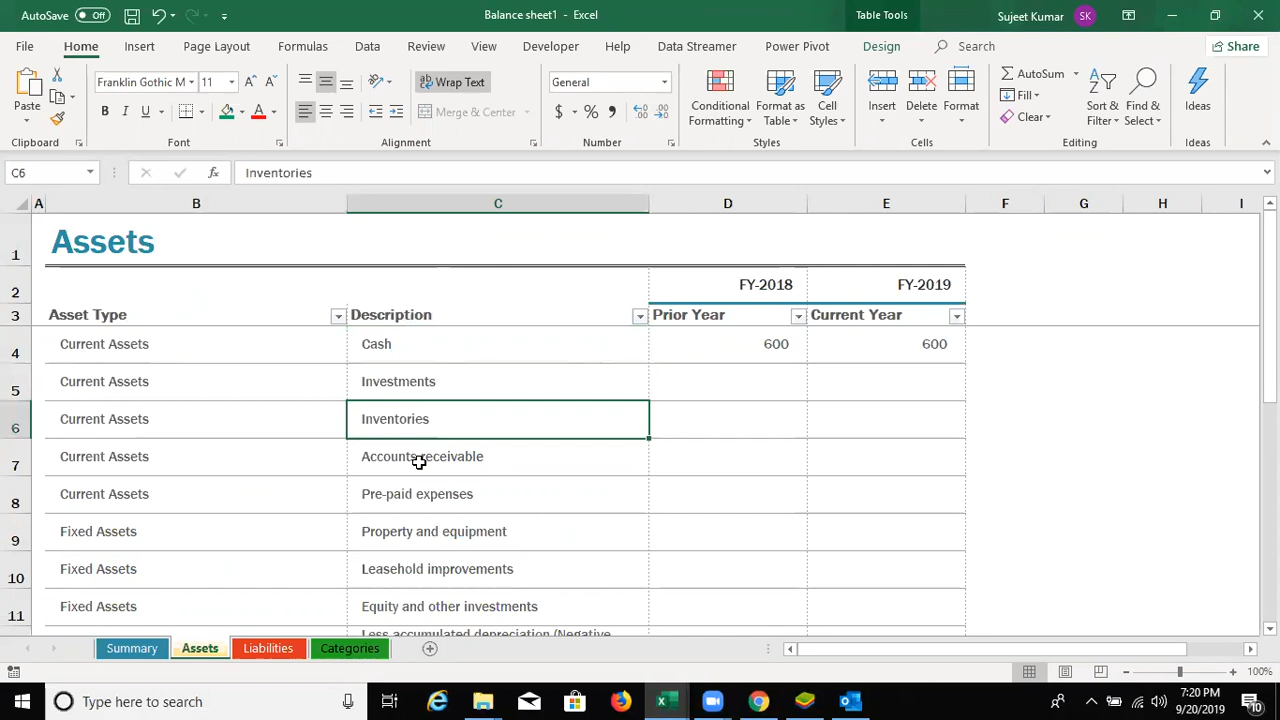 AutoSave Off Balance sheet1 - Excel Table Tools Sujeet Kumar SK
File Home Insert Page Layout Formulas Data Review View Developer Help Data Streamer Power Pivot Design Search Share
Paste Franklin Gothic M 11 A A ab Wrap Text General Conditional Formatting Format as Table Cell Styles Insert Delete Format AutoSum Fill Clear Sort & Filter Find & Select Ideas
B I U A Merge & Center $ % ,
Clipboard Font Alignment Number Styles Cells Editing Ideas
C6 fx Inventories
A B C D E F G H I
1 Assets
2 FY-2018 FY-2019
3 Asset Type Description Prior Year Current Year
4 Current Assets Cash 600 600
5 Current Assets Investments
6 Current Assets Inventories
7 Current Assets Accounts receivable
8 Current Assets Pre-paid expenses
9 Fixed Assets Property and equipment
10 Fixed Assets Leasehold improvements
11 Fixed Assets Equity and other investments
Less accumulated depreciation (Negative
Summary Assets Liabilities Categories
100%
Type here to search 7:20 PM
9/20/2019 10